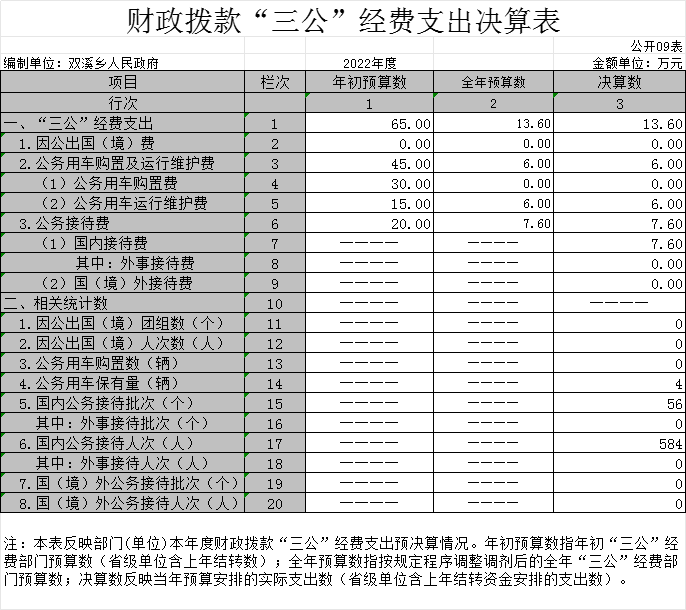 财政拨款“三公”经费支出决算表
公开09表
编制单位：双溪乡人民政府 2022年度 金额单位：万元
项目 栏次 年初预算数 全年预算数 决算数
行次 1 2 3
一、“三公”经费支出 1 65.00 13.60 13.60
1.因公出国（境）费 2 0.00 0.00 0.00
2.公务用车购置及运行维护费 3 45.00 6.00 6.00
（1）公务用车购置费 4 30.00 0.00 0.00
（2）公务用车运行维护费 5 15.00 6.00 6.00
3.公务接待费 6 20.00 7.60 7.60
（1）国内接待费 7 ———— ———— 7.60
其中：外事接待费 8 ———— ———— 0.00
（2）国（境）外接待费 9 ———— ———— 0.00
二、相关统计数 10 ———— ———— ————
1.因公出国（境）团组数（个） 11 ———— ———— 0
2.因公出国（境）人次数（人） 12 ———— ———— 0
3.公务用车购置数（辆） 13 ———— ———— 0
4.公务用车保有量（辆） 14 ———— ———— 4
5.国内公务接待批次（个） 15 ———— ———— 56
其中：外事接待批次（个） 16 ———— ———— 0
6.国内公务接待人次（人） 17 ———— ———— 584
其中：外事接待人次（人） 18 ———— ———— 0
7.国（境）外公务接待批次（个） 19 ———— ———— 0
8.国（境）外公务接待人次（人） 20 ———— ———— 0
注：本表反映部门(单位)本年度财政拨款“三公”经费支出预决算情况。年初预算数指年初“三公”经
费部门预算数（省级单位含上年结转数）；全年预算数指按规定程序调整调剂后的全年“三公”经费部
门预算数；决算数反映当年预算安排的实际支出数（省级单位含上年结转资金安排的支出数）。